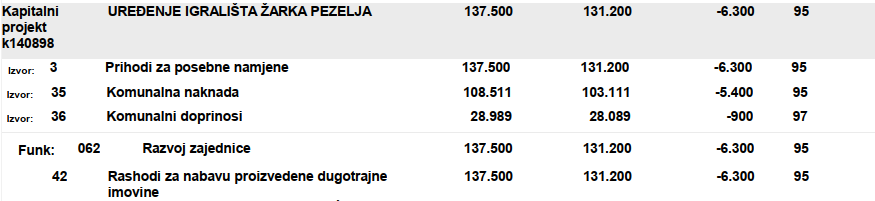 Kapitalni projekt k140898 UREĐENJE IGRALIŠTA ŽARKA PEZELJA 137.500 131.200 -6.300 95
Izvor: 3 Prihodi za posebne namjene 137.500 131.200 -6.300 95
Izvor: 35 Komunalna naknada 108.511 103.111 -5.400 95
Izvor: 36 Komunalni doprinosi 28.989 28.089 -900 97
Funk: 062 Razvoj zajednice 137.500 131.200 -6.300 95
42 Rashodi za nabavu proizvedene dugotrajne 137.500 131.200 -6.300 95
imovine